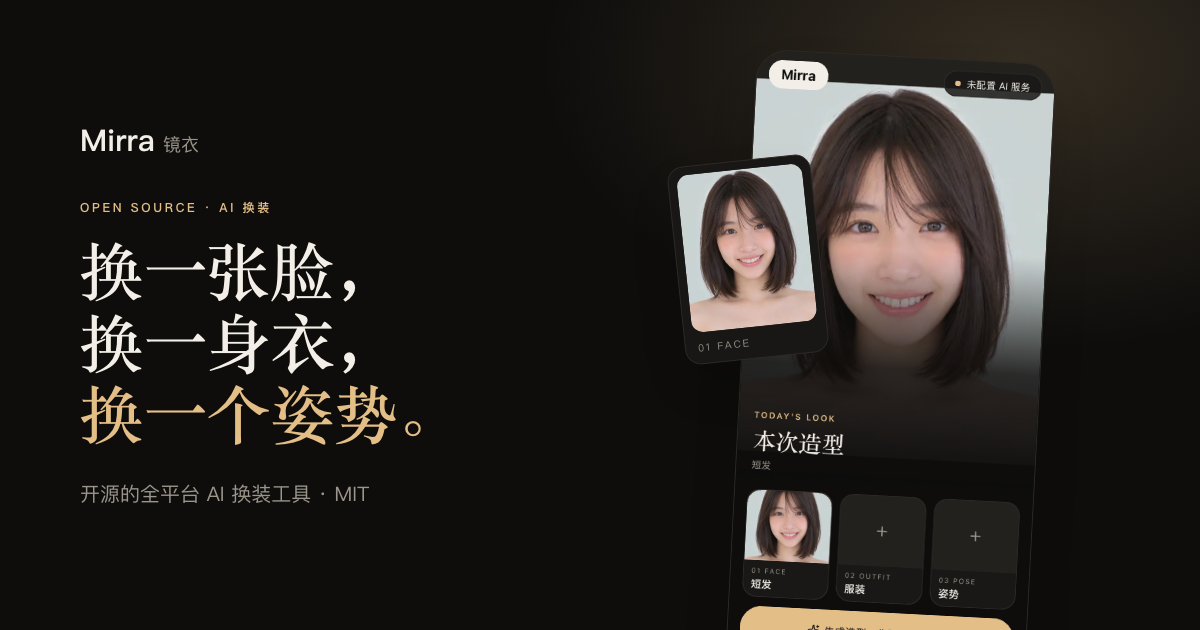 Mirra 镜衣
OPEN SOURCE · AI 换装
换一张脸，
换一身衣，
换一个姿势。
开源的全平台 AI 换装工具 · MIT
Mirra
未配置 AI 服务
01 FACE
TODAY'S LOOK
本次造型
短发
01 FACE
短发
02 OUTFIT
服装
03 POSE
姿势